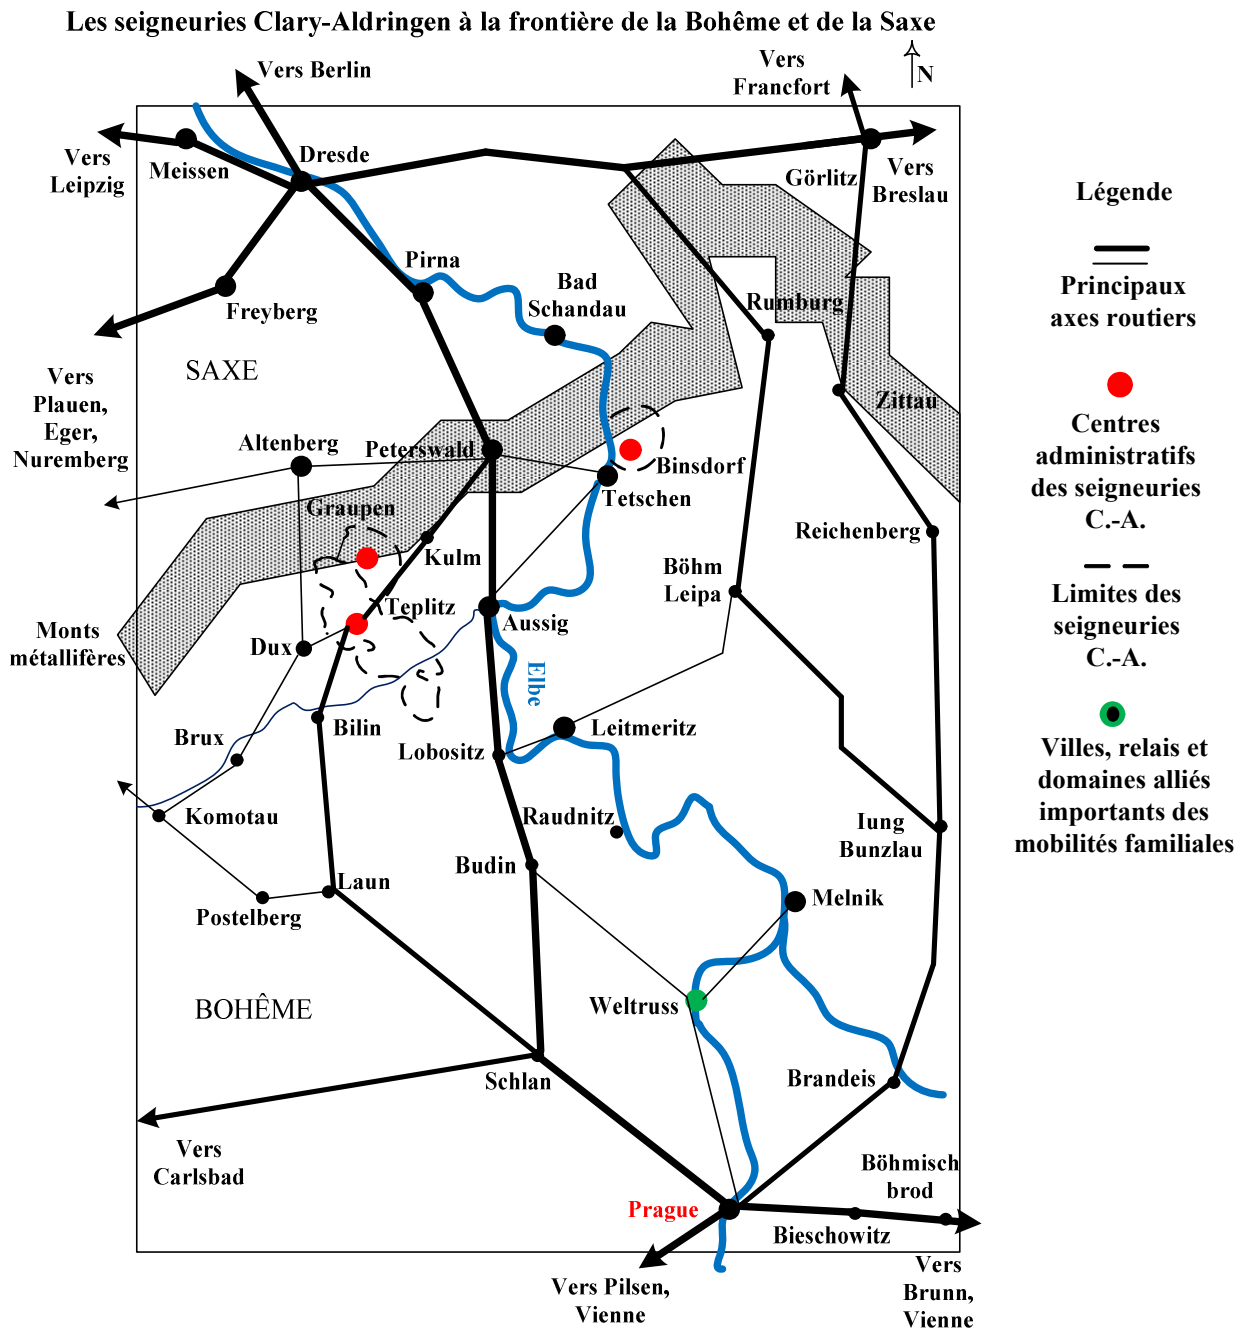 Les seigneuries Clary-Aldringen à la frontière de la Bohême et de la Saxe
N
Vers Berlin
Vers
Francfort
Vers
Leipzig
Meissen
Dresde
Görlitz
Vers
Breslau
Pirna
Bad
Schandau
Freyberg
Rumburg
SAXE
Vers
Plauen,
Eger,
Nuremberg
Zittau
Altenberg
Peterswald
Binsdorf
Tetschen
Graupen
Reichenberg
Kulm
Böhm
Leipa
Teplitz
Aussig
Monts
métallifères
Dux
Elbe
Bilin
Leitmeritz
Brux
Lobositz
Komotau
Raudnitz
Iung
Bunzlau
Budin
Laun
Melnik
Postelberg
Weltruss
BOHÊME
Schlan
Brandeis
Vers
Carlsbad
Böhmisch
brod
Prague
Bieschowitz
Vers Pilsen,
Vienne
Vers
Brunn,
Vienne
Légende
Principaux
axes routiers
Centres
administratifs
des seigneuries
C.-A.
Limites des
seigneuries
C.-A.
Villes, relais et
domaines alliés
importants des
mobilités familiales